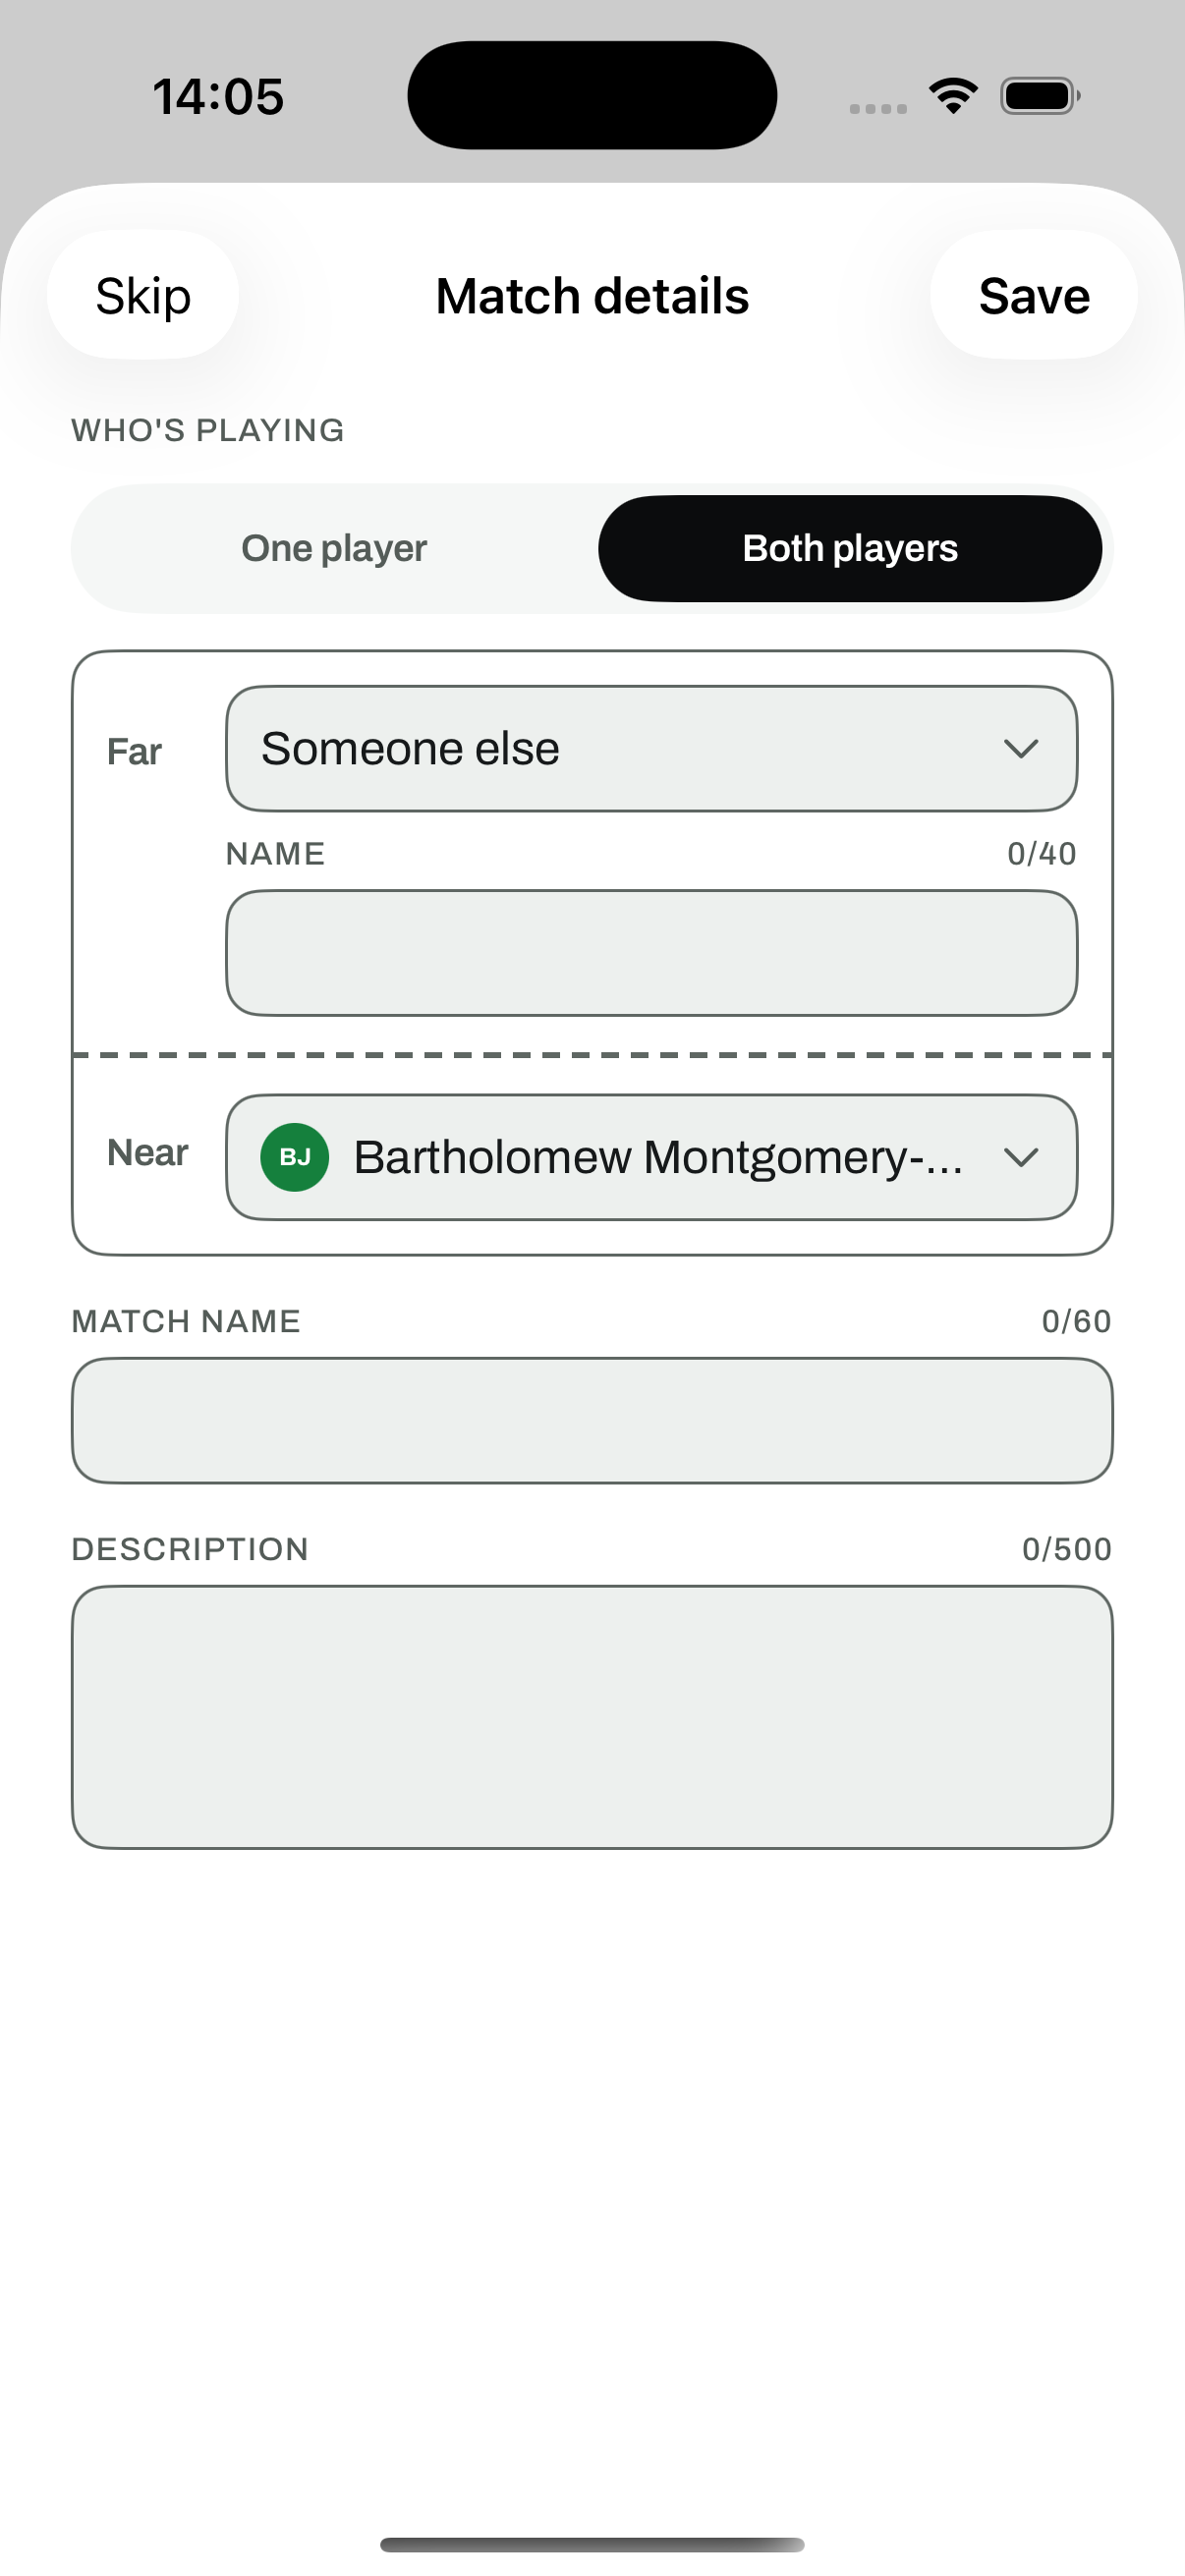 14:05
Skip
Match details
Save
WHO'S PLAYING
One player
Both players
Far
Someone else
NAME
0/40
Near
BJ
Bartholomew Montgomery-...
MATCH NAME
0/60
DESCRIPTION
0/500